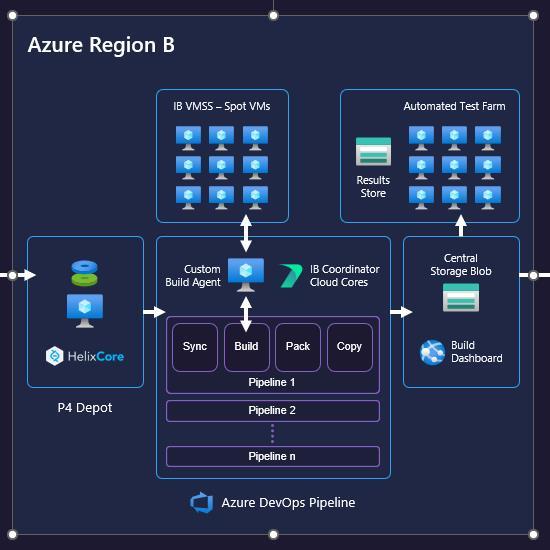 Azure Region B
IB VMSS – Spot VMs
Automated Test Farm
Results
Store
Custom
Build Agent
IB Coordinator
Cloud Cores
Central
Storage Blob
HelixCore
Sync
Build
Pack
Copy
Build
Dashboard
Pipeline 1
P4 Depot
Pipeline 2
Pipeline n
Azure DevOps Pipeline